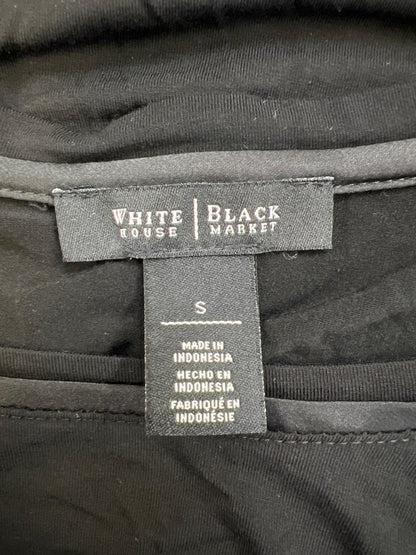 WHITE | BLACK
HOUSE | MARKET
S
MADE IN
INDONESIA
HECHO EN
INDONESIA
FABRIQUÉ EN
INDONÉSIE